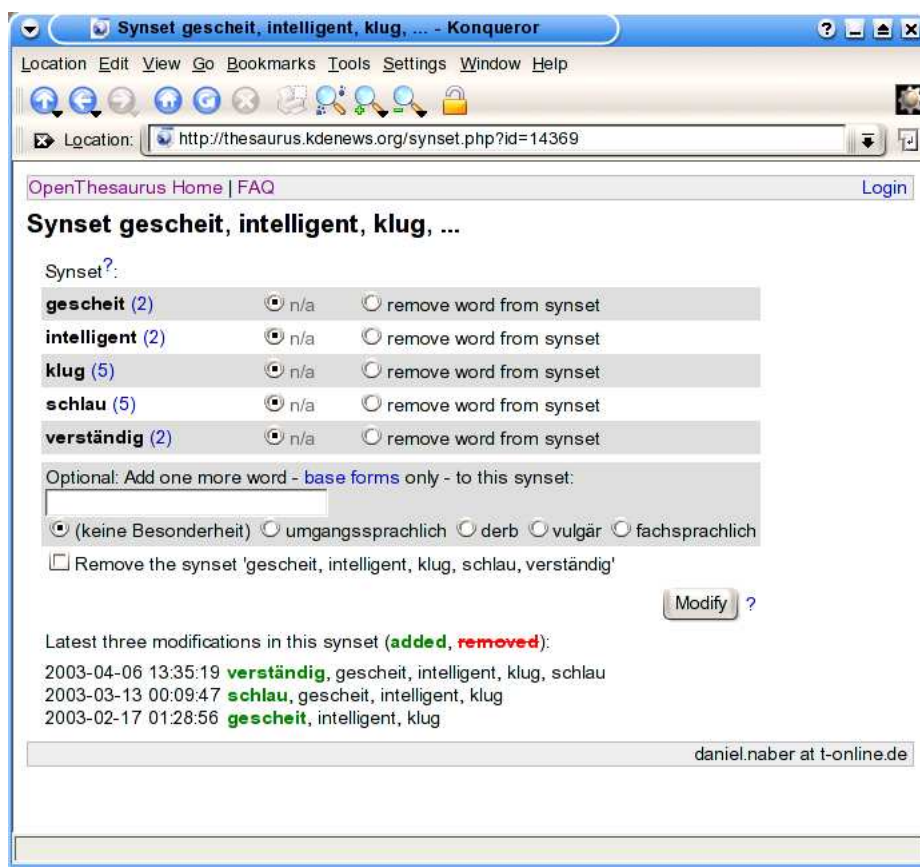 Synset gescheit, intelligent, klug, ... - Konqueror
Location Edit View Go Bookmarks Tools Settings Window Help
Location: http://thesaurus.kdenews.org/synset.php?id=14369
OpenThesaurus Home | FAQ Login
Synset gescheit, intelligent, klug, ...
Synset?:
gescheit (2) n/a remove word from synset
intelligent (2) n/a remove word from synset
klug (5) n/a remove word from synset
schlau (5) n/a remove word from synset
verständig (2) n/a remove word from synset
Optional: Add one more word - base forms only - to this synset:
(keine Besonderheit) umgangssprachlich derb vulgär fachsprachlich
Remove the synset 'gescheit, intelligent, klug, schlau, verständig'
Modify ?
Latest three modifications in this synset (added, removed):
2003-04-06 13:35:19 verständig, gescheit, intelligent, klug, schlau
2003-03-13 00:09:47 schlau, gescheit, intelligent, klug
2003-02-17 01:28:56 gescheit, intelligent, klug
daniel.naber at t-online.de